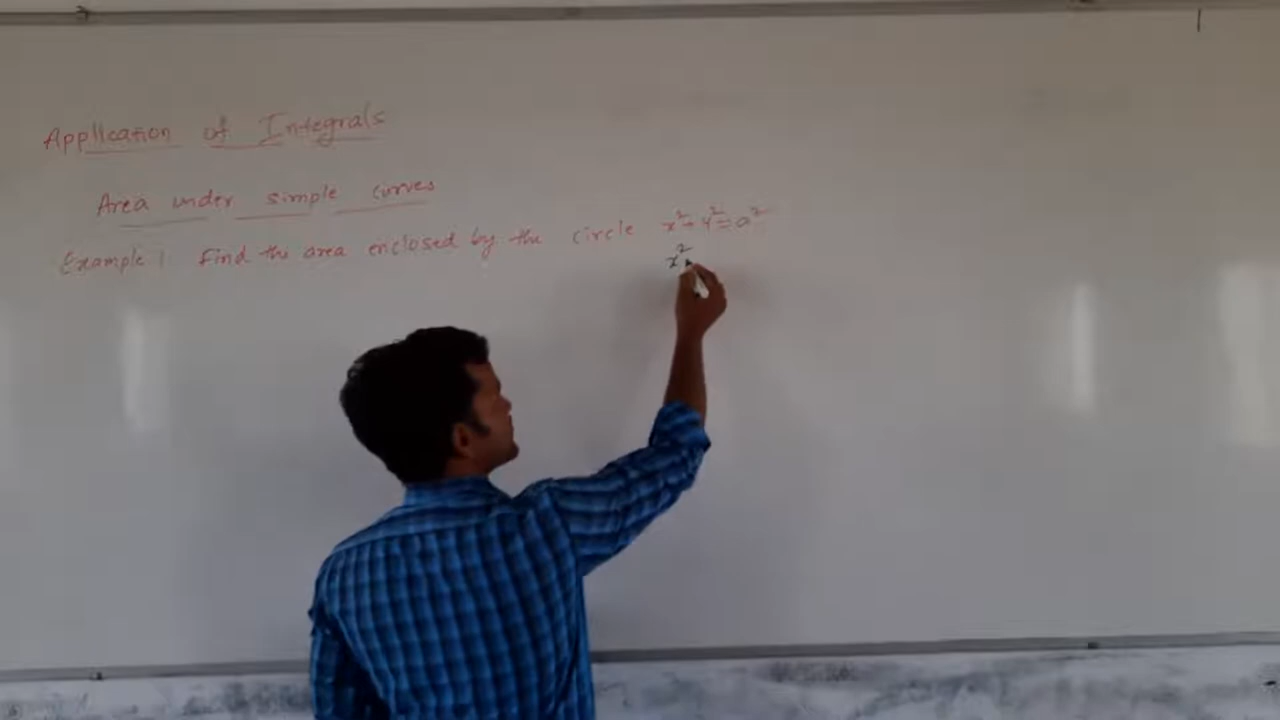 Application of Integrals
Area under simple curves
Example 1 Find the area enclosed by the circle x²+y²=a²
x²